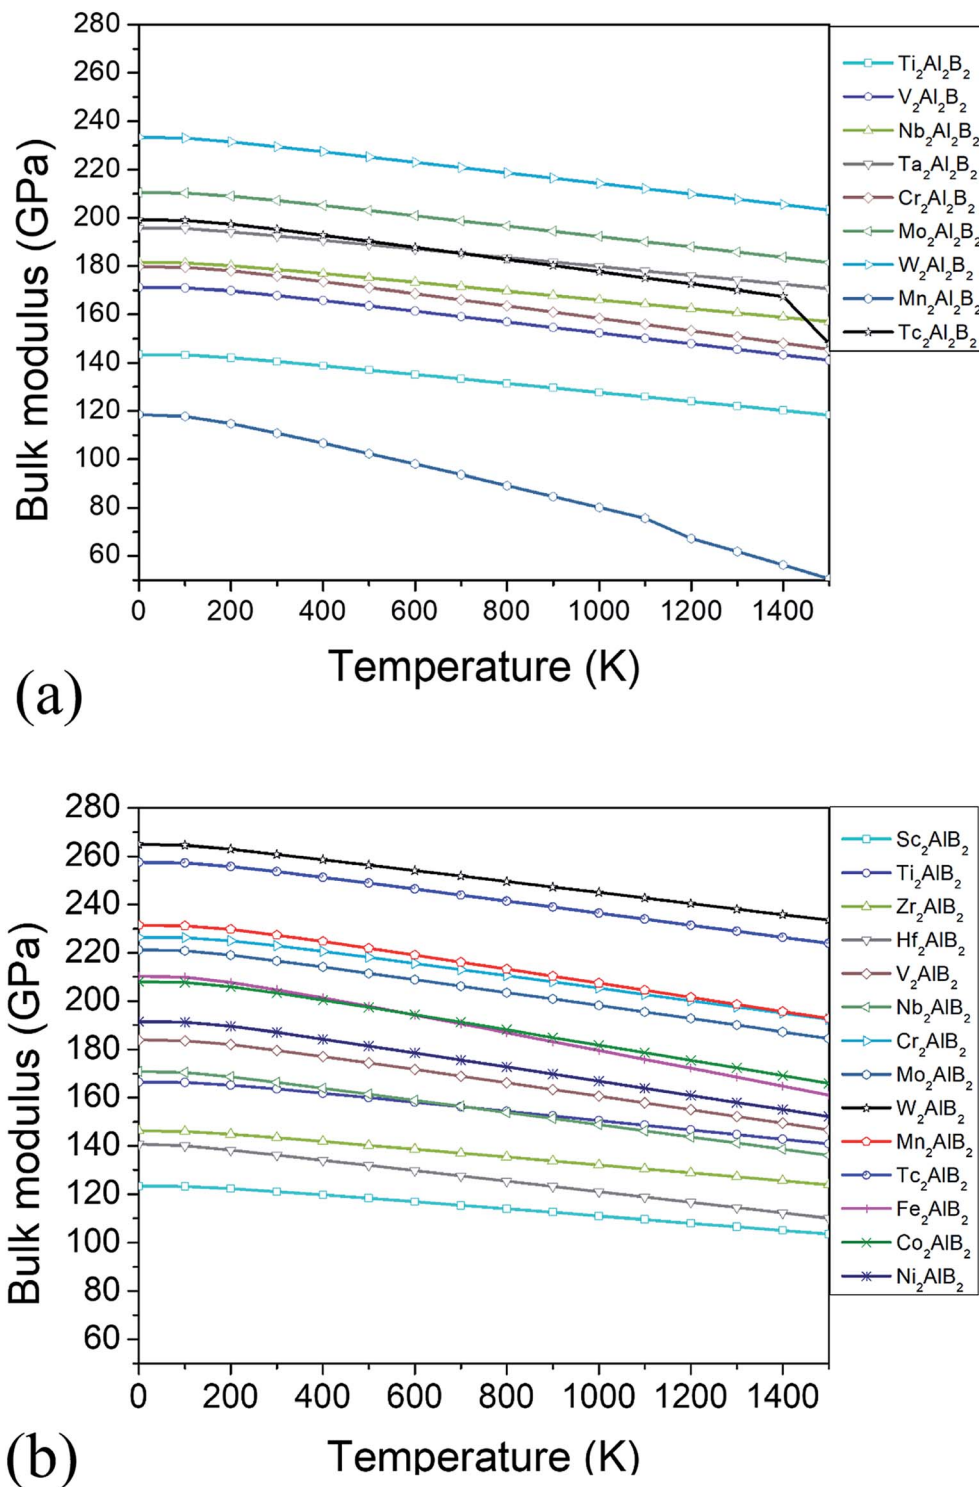 280
260
240
220
200
180
160
140
120
100
80
60
Bulk modulus (GPa)
0 200 400 600 800 1000 1200 1400
Temperature (K)
Ti₂Al₂B₂
V₂Al₂B₂
Nb₂Al₂B₂
Ta₂Al₂B₂
Cr₂Al₂B₂
Mo₂Al₂B₂
W₂Al₂B₂
Mn₂Al₂B₂
Tc₂Al₂B₂
(a)
280
260
240
220
200
180
160
140
120
100
80
60
Bulk modulus (GPa)
0 200 400 600 800 1000 1200 1400
Temperature (K)
Sc₂AlB₂
Ti₂AlB₂
Zr₂AlB₂
Hf₂AlB₂
V₂AlB₂
Nb₂AlB₂
Cr₂AlB₂
Mo₂AlB₂
W₂AlB₂
Mn₂AlB₂
Tc₂AlB₂
Fe₂AlB₂
Co₂AlB₂
Ni₂AlB₂
(b)